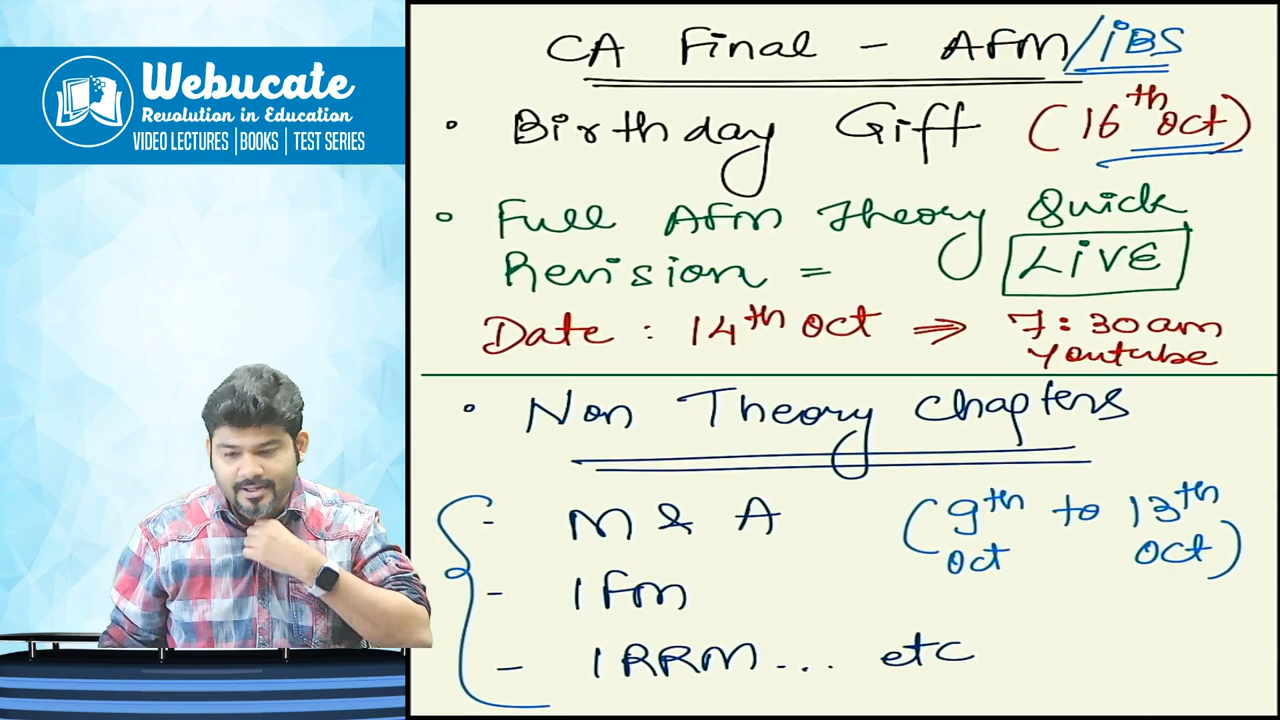 Webucate
Revolution in Education
VIDEO LECTURES | BOOKS | TEST SERIES
CA Final - AFM/iBS
• Birthday Gift (16th Oct)
• Full AFM Theory Quick
Revision = LiVE
Date : 14th Oct ⇒ 7:30am
Youtube
• Non Theory Chapters
- M & A (9th to 13th
Oct Oct)
- IFM
- IRRM... etc